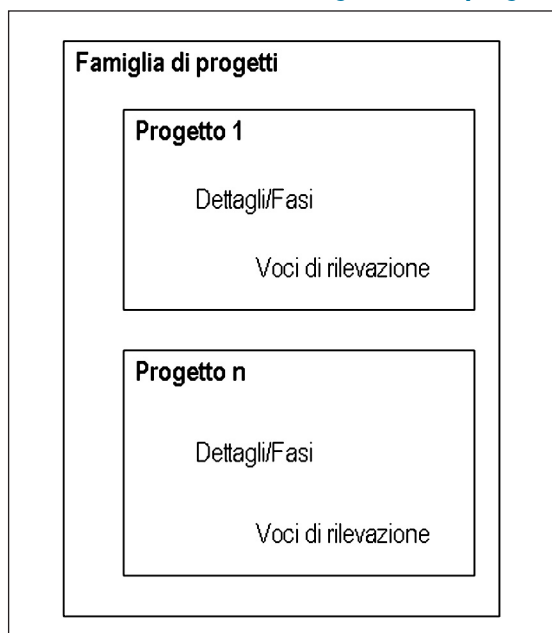 Famiglia di progetti
Progetto 1
Dettagli/Fasi
Voci di rilevazione
Progetto n
Dettagli/Fasi
Voci di rilevazione